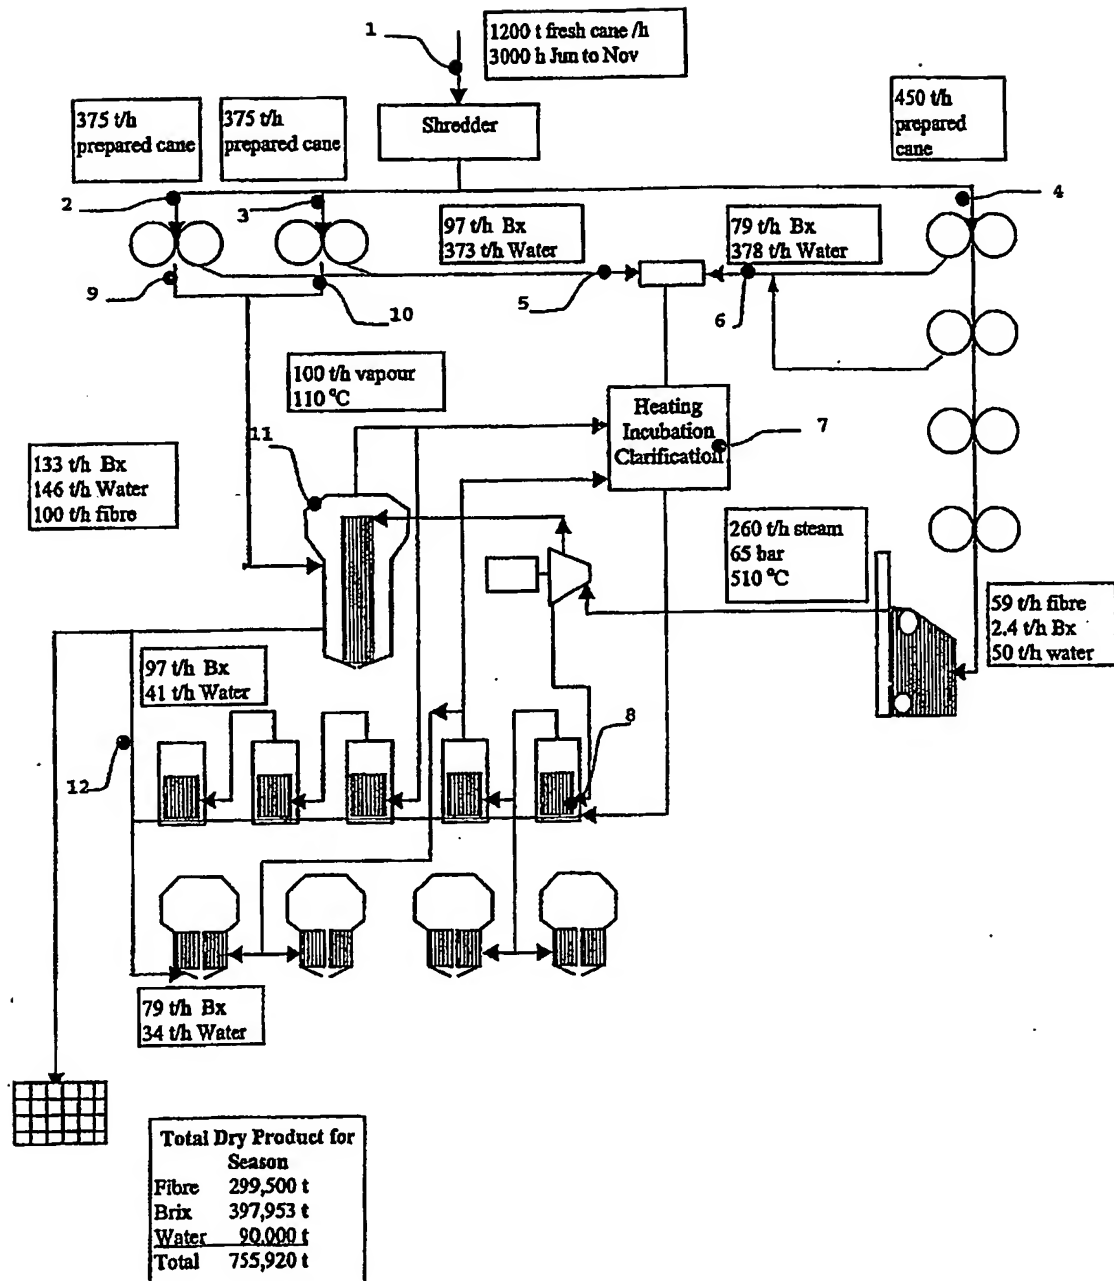 1
1200 t fresh cane /h
3000 h Jun to Nov
375 t/h
prepared cane
375 t/h
prepared cane
Shredder
450 t/h
prepared
cane
2
3
4
97 t/h Bx
373 t/h Water
79 t/h Bx
378 t/h Water
9
10
5
6
100 t/h vapour
110 °C
Heating
Incubation
Clarification
7
11
133 t/h Bx
146 t/h Water
100 t/h fibre
260 t/h steam
65 bar
510 °C
59 t/h fibre
2.4 t/h Bx
50 t/h water
97 t/h Bx
41 t/h Water
8
12
79 t/h Bx
34 t/h Water
Total Dry Product for
Season
Fibre 299,500 t
Brix 397,953 t
Water 90.000 t
Total 755,920 t